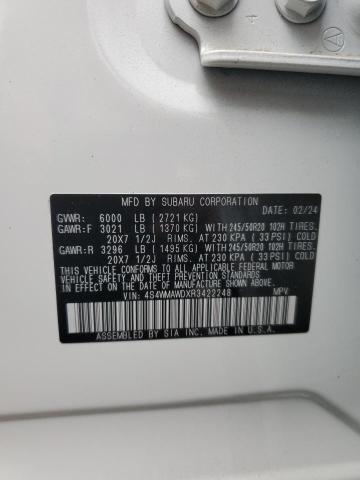 MFD BY SUBARU CORPORATION
DATE: 02/24
GVWR: 6000 LB (2721 KG)
GAWR:F 3021 LB (1370 KG) WITH 245/50R20 102H TIRES.
20X7 1/2J RIMS. AT 230 KPA (33 PSI) COLD
GAWR:R 3296 LB (1495 KG) WITH 245/50R20 102H TIRES.
20X7 1/2J RIMS. AT 230 KPA (33 PSI) COLD
THIS VEHICLE CONFORMS TO ALL APPLICABLE FEDERAL MOTOR
VEHICLE SAFETY AND BUMPER STANDARDS IN EFFECT ON THE
DATE OF MANUFACTURE SHOWN ABOVE.
VIN: 4S4WMAWDXR3422248 MPV
ASSEMBLED BY SIA INC. MADE IN U.S.A.